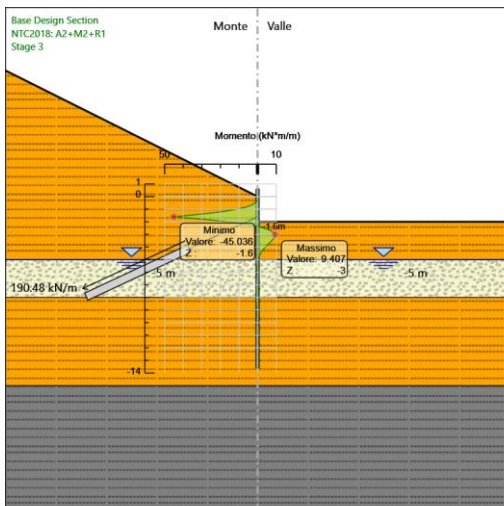 Base Design Section
NTC2018: A2+M2+R1
Stage 3
Monte Valle
Momento (kN*m/m)
50 10
1
0
-1.6m
Minimo
Valore: -45.036
Z : -1.6
Massimo
Valore: 9.407
Z -3
-5 m
-5 m
190.48 kN/m
-14